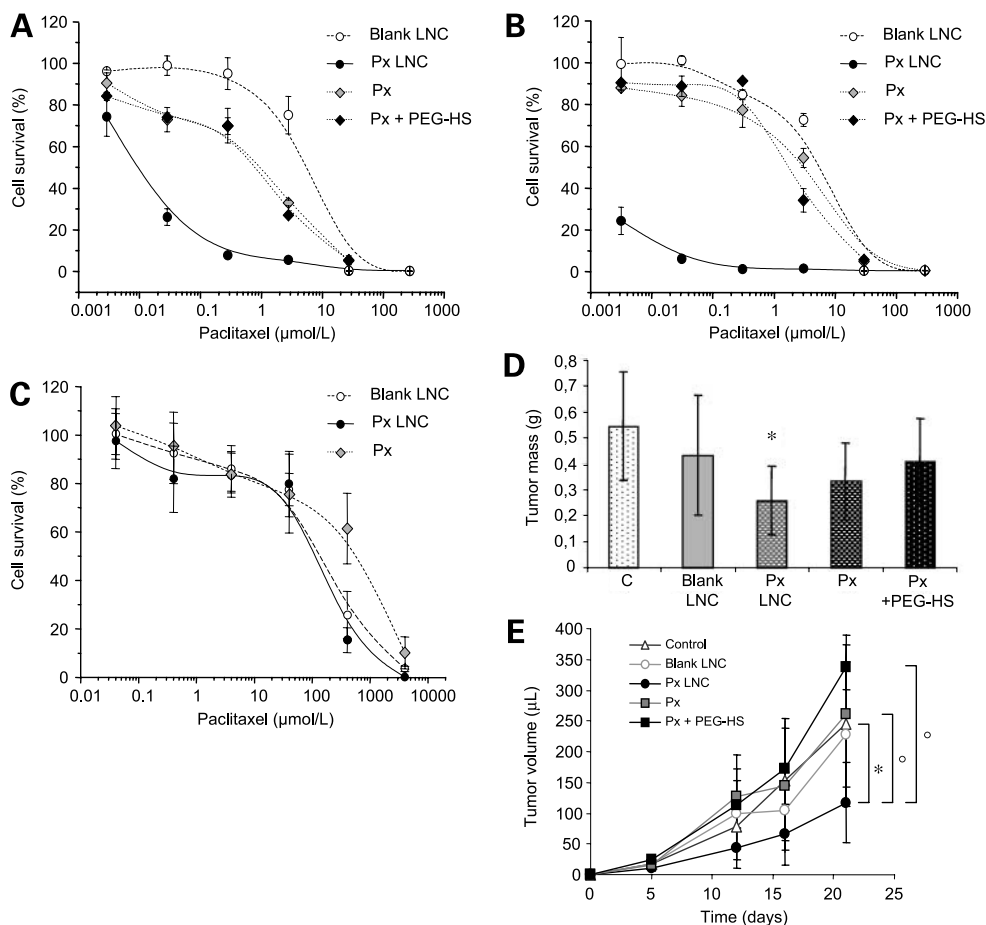 A
120
100
80
60
40
20
0
Cell survival (%)
0.001 0.01 0.1 1 10 100 1000
Paclitaxel (µmol/L)
Blank LNC
Px LNC
Px
Px + PEG-HS
B
120
100
80
60
40
20
0
Cell survival (%)
0.001 0.01 0.1 1 10 100 1000
Paclitaxel (µmol/L)
Blank LNC
Px LNC
Px
Px + PEG-HS
C
120
100
80
60
40
20
0
Cell survival (%)
0.01 0.1 1 10 100 1000 10000
Paclitaxel (µmol/L)
Blank LNC
Px LNC
Px
D
0,8
0,7
0,6
0,5
0,4
0,3
0,2
0,1
0
Tumor mass (g)
*
C
Blank
LNC
Px
LNC
Px
Px
+PEG-HS
E
400
350
300
250
200
150
100
50
0
Tumor volume (µL)
0 5 10 15 20 25
Time (days)
Control
Blank LNC
Px LNC
Px
Px + PEG-HS
*